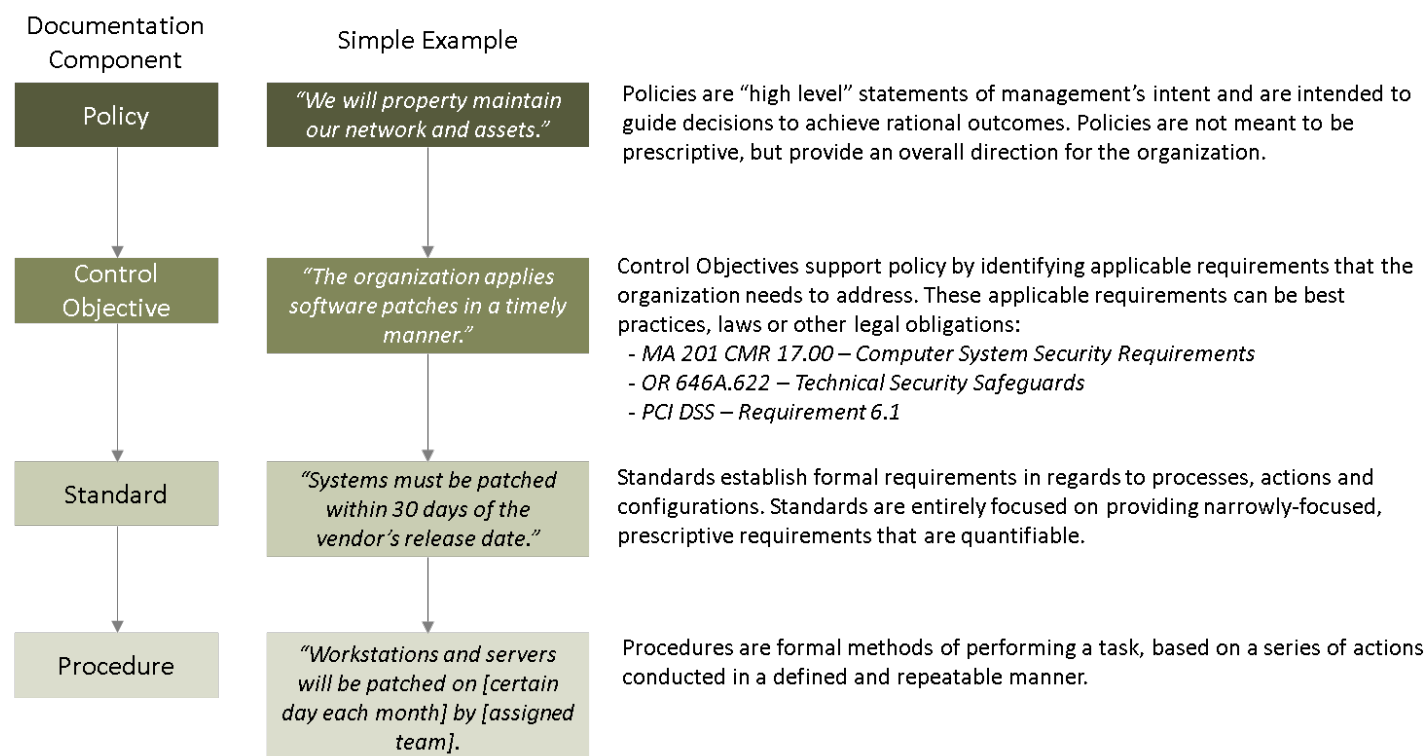 Documentation
Component
Simple Example
Policy
“We will property maintain
our network and assets.”
Policies are “high level” statements of management’s intent and are intended to
guide decisions to achieve rational outcomes. Policies are not meant to be
prescriptive, but provide an overall direction for the organization.
Control
Objective
“The organization applies
software patches in a timely
manner.”
Control Objectives support policy by identifying applicable requirements that the
organization needs to address. These applicable requirements can be best
practices, laws or other legal obligations:
- MA 201 CMR 17.00 – Computer System Security Requirements
- OR 646A.622 – Technical Security Safeguards
- PCI DSS – Requirement 6.1
Standard
“Systems must be patched
within 30 days of the
vendor’s release date.”
Standards establish formal requirements in regards to processes, actions and
configurations. Standards are entirely focused on providing narrowly-focused,
prescriptive requirements that are quantifiable.
Procedure
“Workstations and servers
will be patched on [certain
day each month] by [assigned
team].
Procedures are formal methods of performing a task, based on a series of actions
conducted in a defined and repeatable manner.